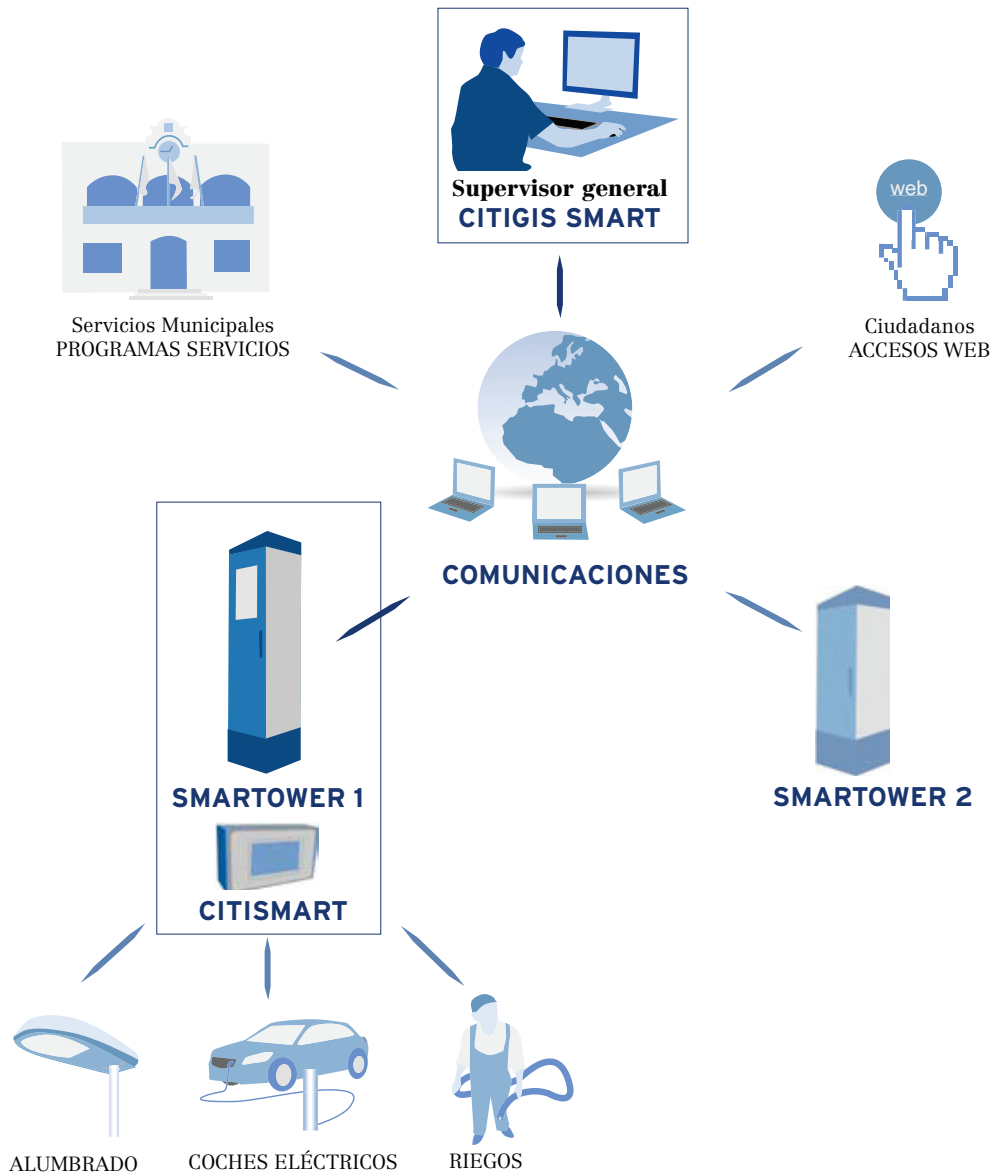 Supervisor general
CITIGIS SMART
web
Servicios Municipales
PROGRAMAS SERVICIOS
Ciudadanos
ACCESOS WEB
COMUNICACIONES
SMARTOWER 1
SMARTOWER 2
CITISMART
ALUMBRADO
COCHES ELÉCTRICOS
RIEGOS